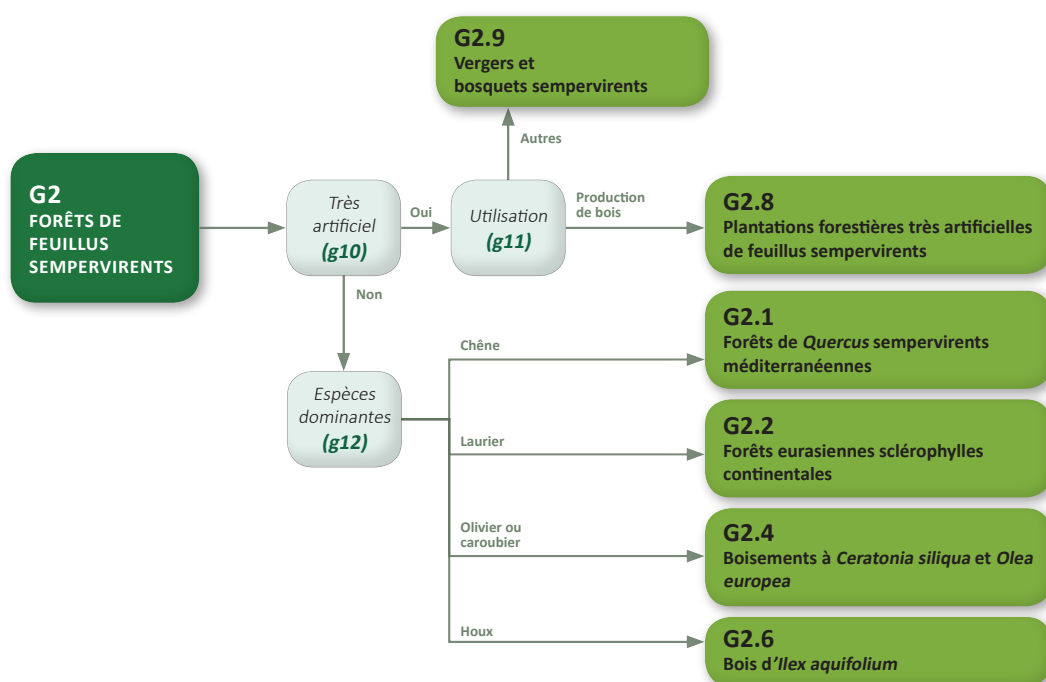 G2.9
Vergers et
bosquets sempervirents
Autres
G2
FORÊTS DE
FEUILLUS
SEMPERVIRENTS
Très
artificiel
(g10)
Oui
Utilisation
(g11)
Production
de bois
G2.8
Plantations forestières très artificielles
de feuillus sempervirents
Non
Espèces
dominantes
(g12)
Chêne
G2.1
Forêts de Quercus sempervirents
méditerranéennes
Laurier
G2.2
Forêts eurasiennes sclérophylles
continentales
Olivier ou
caroubier
G2.4
Boisements à Ceratonia siliqua et Olea
europea
Houx
G2.6
Bois d'Ilex aquifolium